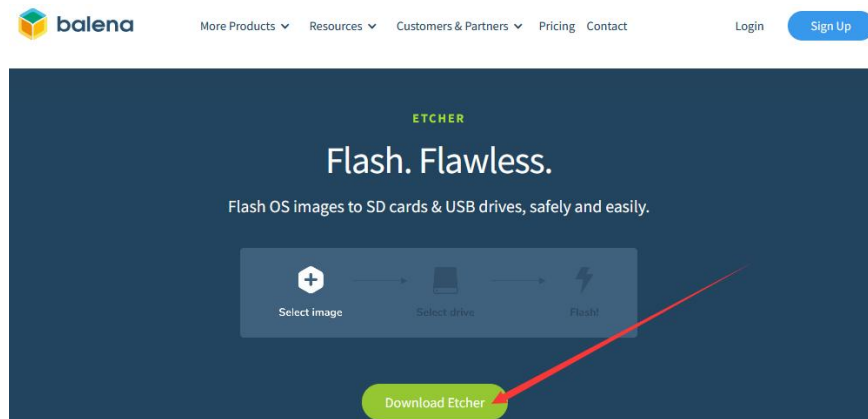 balena More Products Resources Customers & Partners Pricing Contact Login Sign Up
ETCHER
Flash. Flawless.
Flash OS images to SD cards & USB drives, safely and easily.
Select image Select drive Flash!
Download Etcher